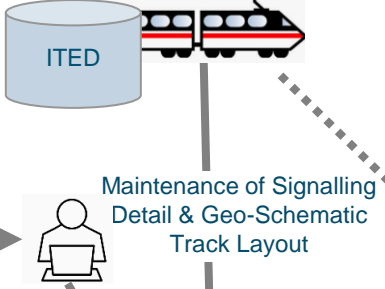 ITED
Maintenance of Signalling
Detail & Geo-Schematic
Track Layout